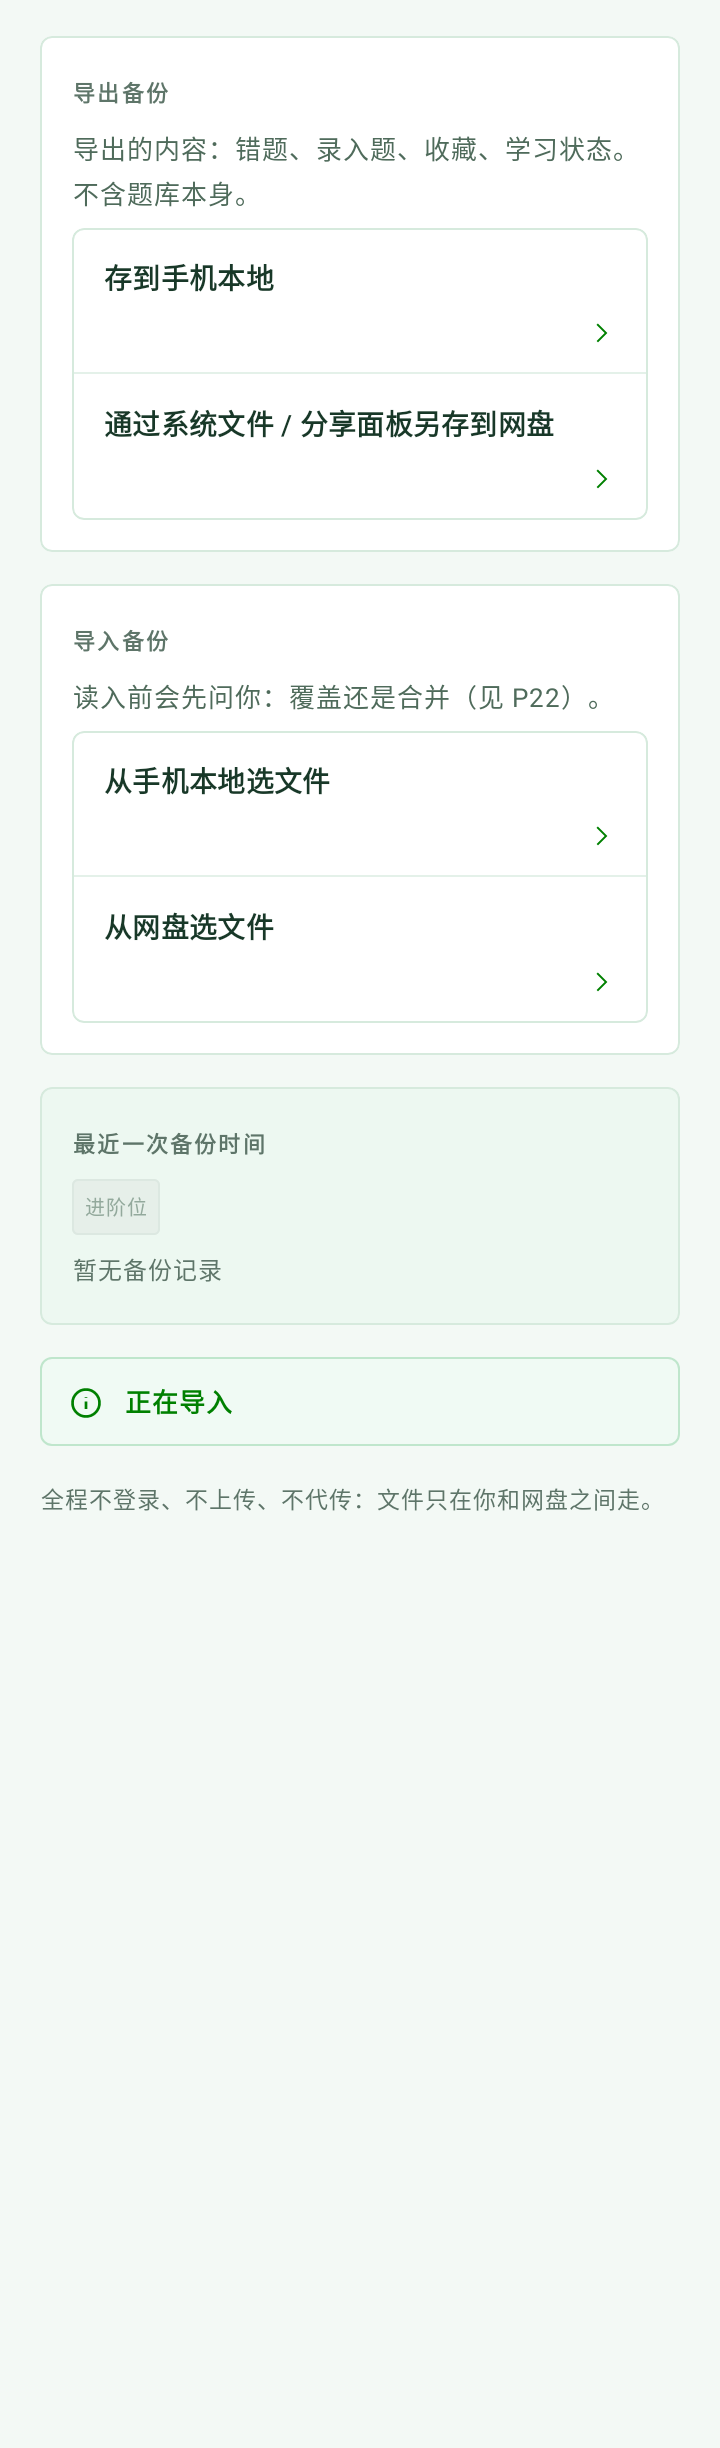 导出备份
导出的内容：错题、录入题、收藏、学习状态。
不含题库本身。
存到手机本地
通过系统文件 / 分享面板另存到网盘
导入备份
读入前会先问你：覆盖还是合并（见 P22）。
从手机本地选文件
从网盘选文件
最近一次备份时间
进阶位
暂无备份记录
正在导入
全程不登录、不上传、不代传：文件只在你和网盘之间走。